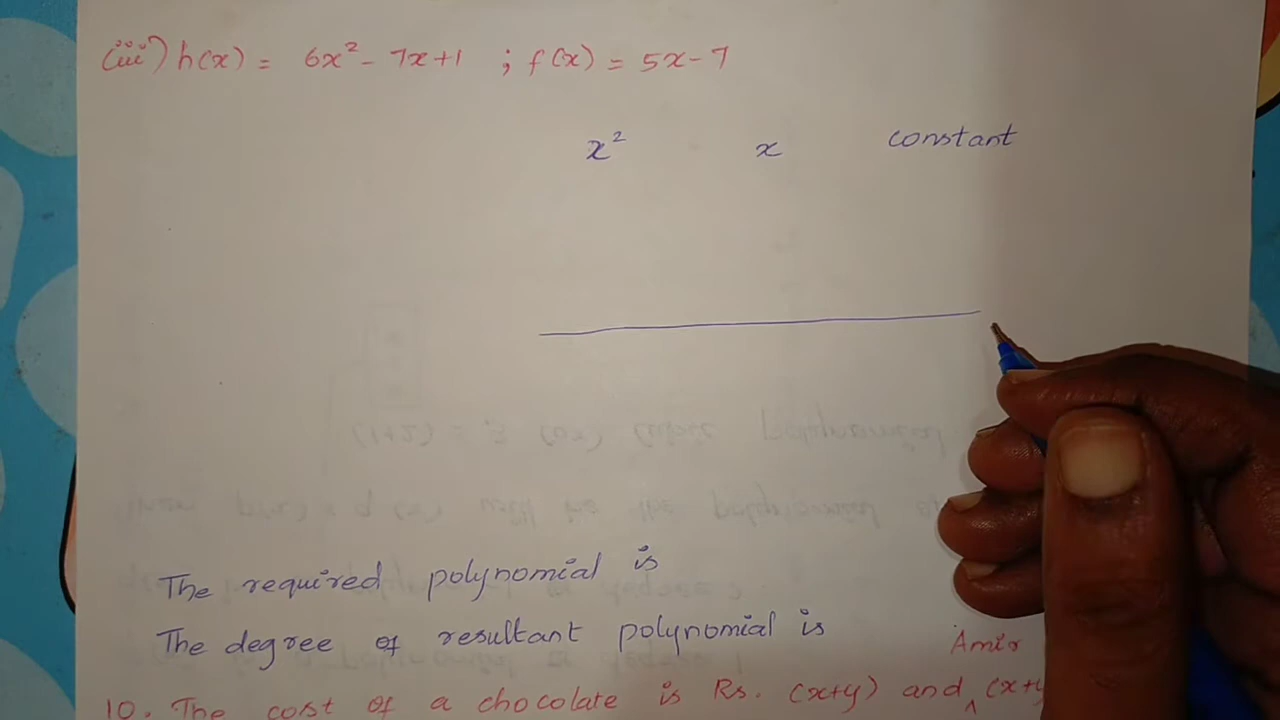 (iii) h(x) = 6x² - 7x+1 ; f(x) = 5x-7
x² x constant
The required polynomial is
The degree of resultant polynomial is
Amir
10. The cost of a chocolate is Rs. (x+y) and (x+y